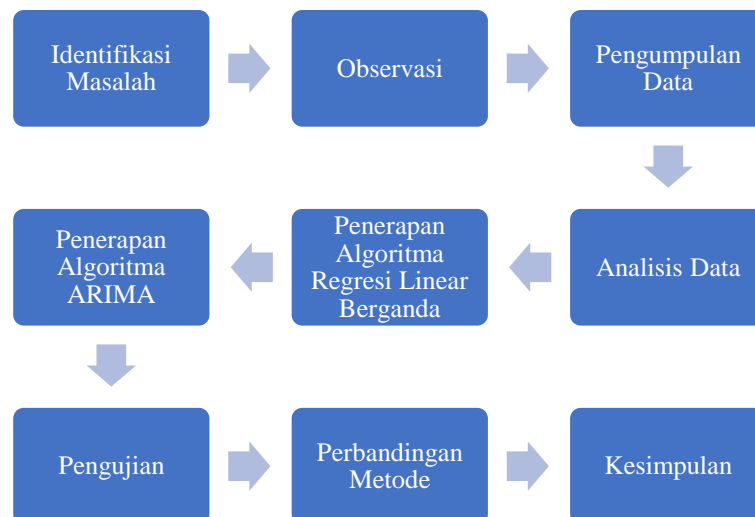 Identifikasi
Masalah
Observasi
Pengumpulan
Data
Analisis Data
Penerapan
Algoritma
Regresi Linear
Berganda
Penerapan
Algoritma
ARIMA
Pengujian
Perbandingan
Metode
Kesimpulan